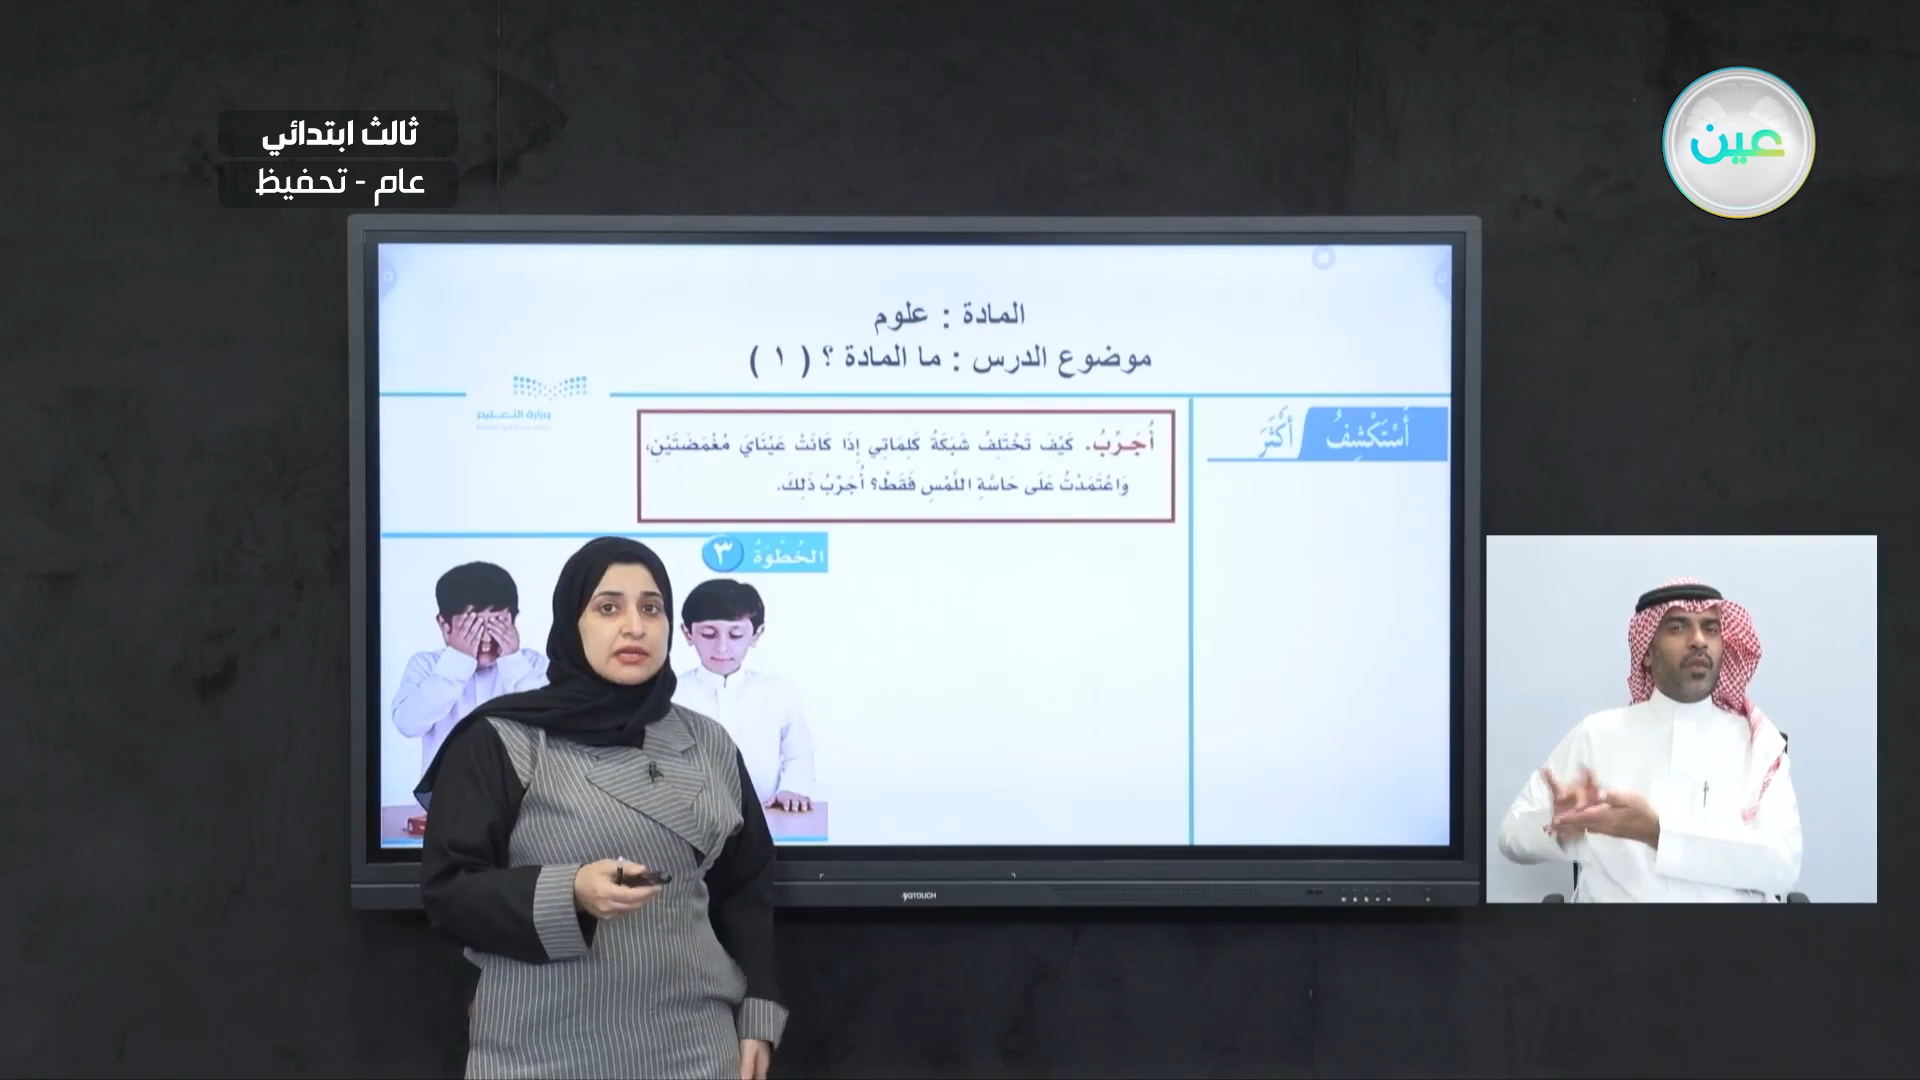 ثالث ابتدائي
عام - تحفيظ
عين
المادة : علوم
موضوع الدرس : ما المادة ؟ ( ١ )
وزارة التعليم
أَسْتَكْشِفُ أَكْثَرَ
أُجَرِّبُ. كَيْفَ تَخْتَلِفُ شَبَكَةُ كَلِمَاتِي إِذَا كَانَتْ عَيْنَايَ مُغْمَضَتَيْنِ،
وَاعْتَمَدْتُ عَلَى حَاسَّةِ اللَّمْسِ فَقَطْ؟ أُجَرِّبُ ذَلِكَ.
الخُطْوَةُ ٣